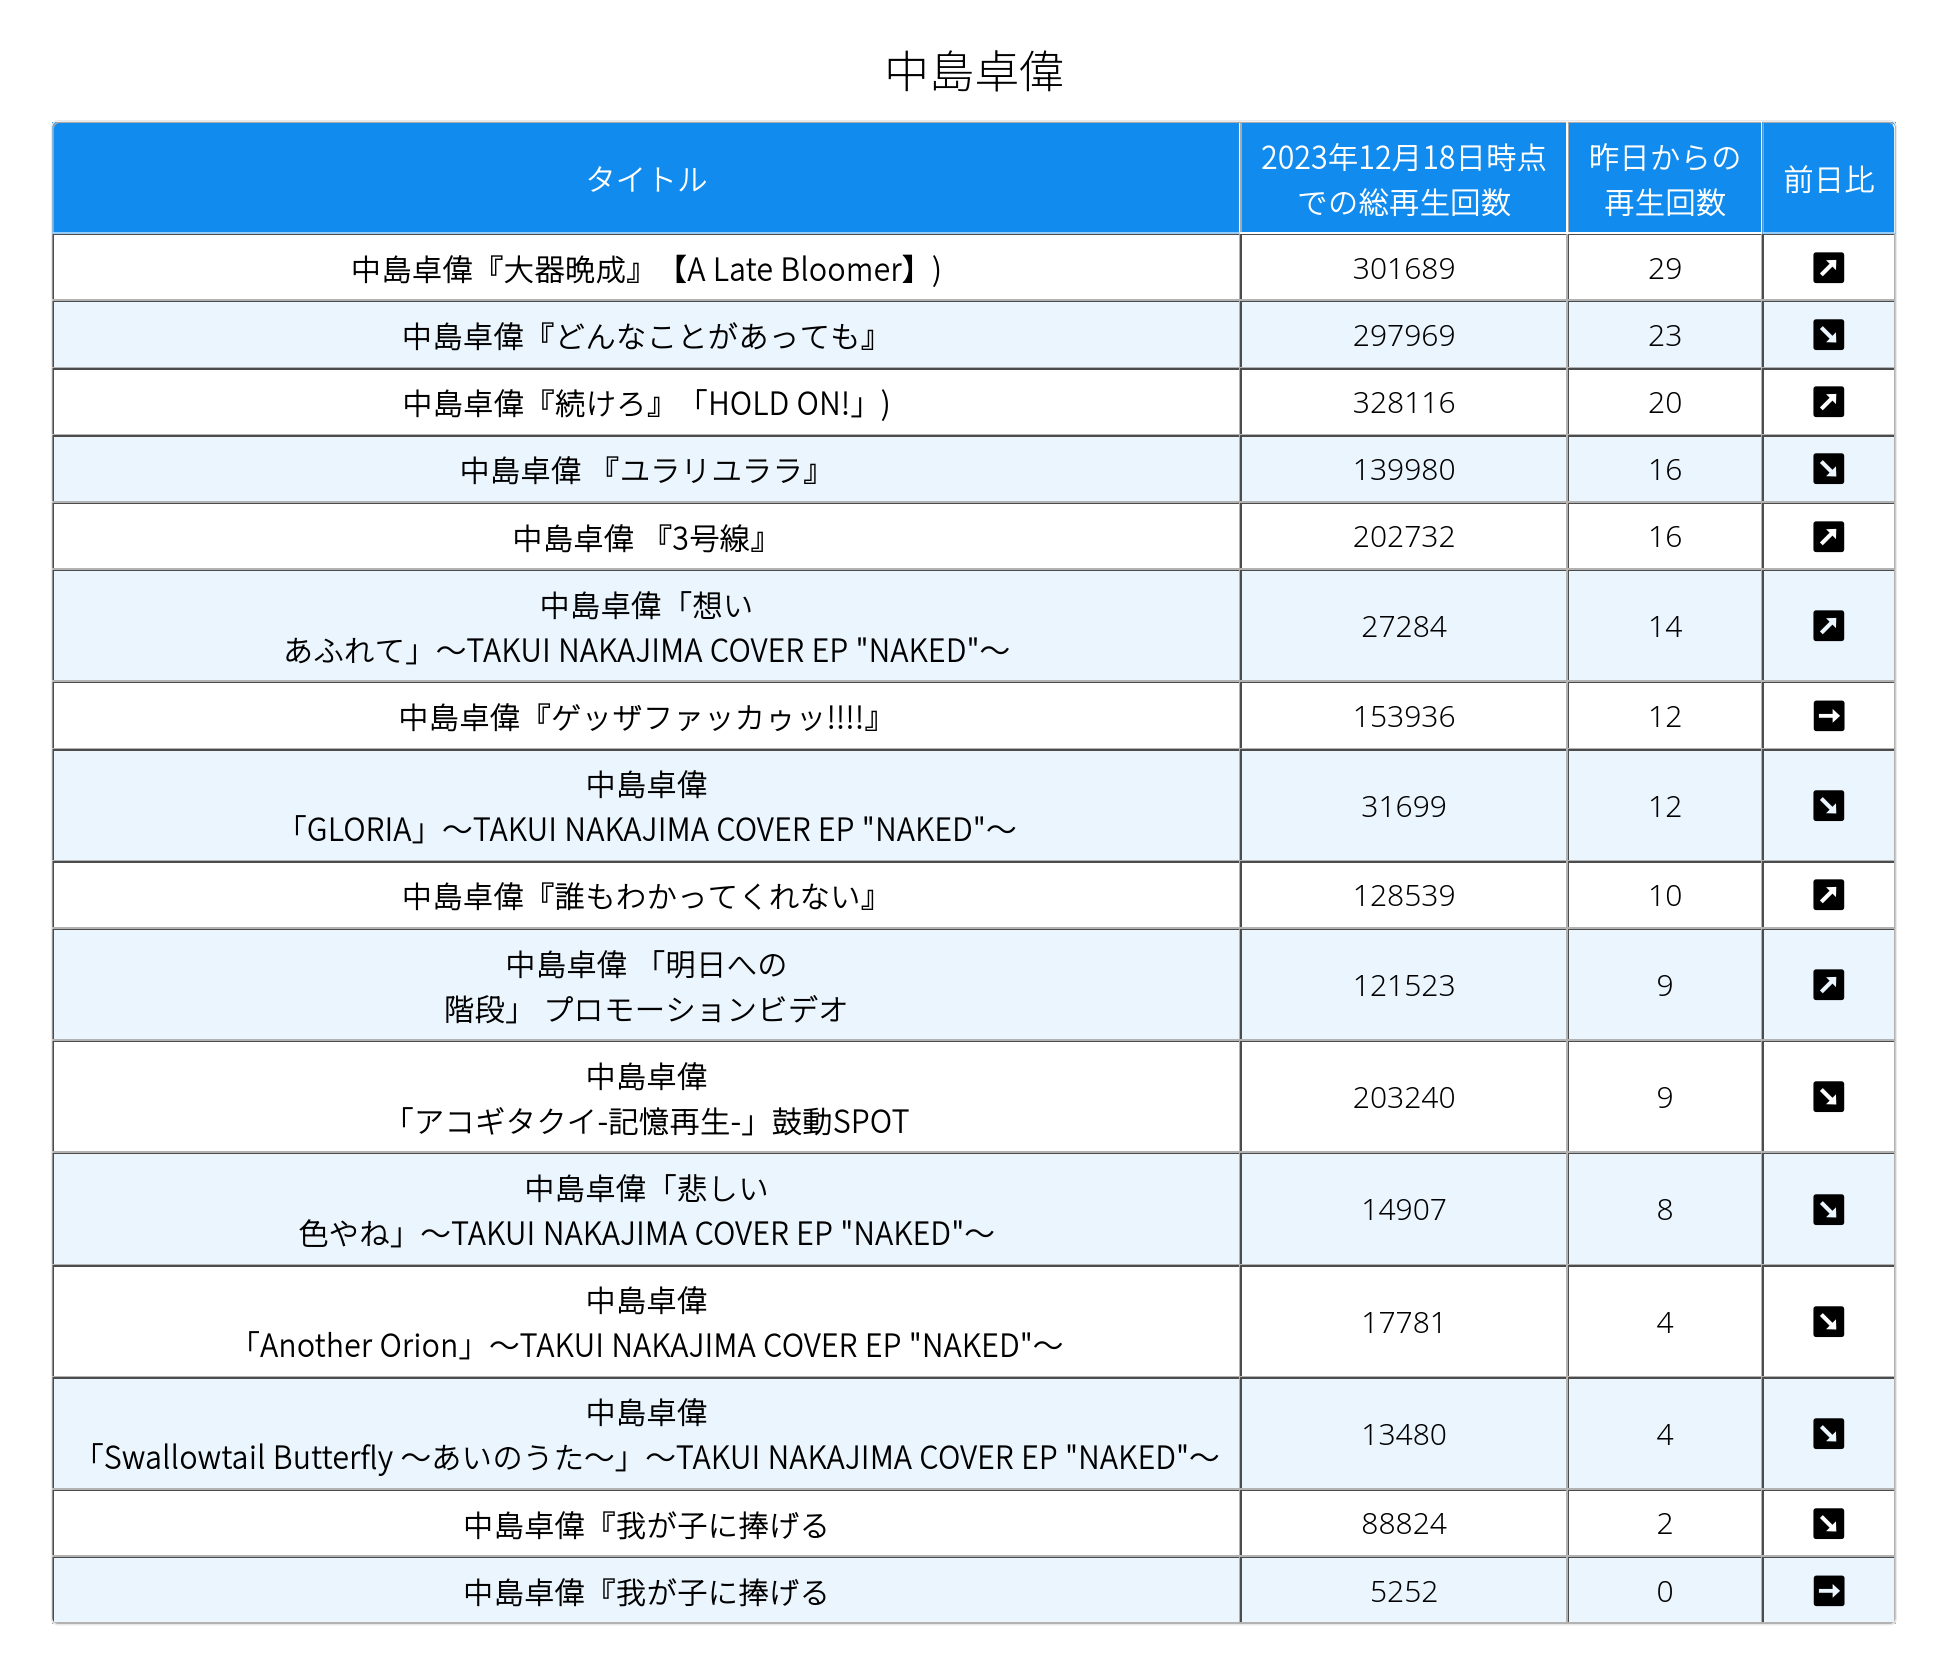 中島卓偉
タイトル
2023年12月18日時点
での総再生回数
昨日からの
再生回数
前日比
中島卓偉『大器晩成』【A Late Bloomer】)
301689
29
中島卓偉『どんなことがあっても』
297969
23
中島卓偉『続けろ』「HOLD ON!」)
328116
20
中島卓偉 『ユラリユララ』
139980
16
中島卓偉 『3号線』
202732
16
中島卓偉「想い
あふれて」～TAKUI NAKAJIMA COVER EP "NAKED"～
27284
14
中島卓偉『ゲッザファッカゥッ!!!!』
153936
12
中島卓偉
「GLORIA」～TAKUI NAKAJIMA COVER EP "NAKED"～
31699
12
中島卓偉『誰もわかってくれない』
128539
10
中島卓偉 「明日への
階段」 プロモーションビデオ
121523
9
中島卓偉
「アコギタクイ-記憶再生-」鼓動SPOT
203240
9
中島卓偉「悲しい
色やね」～TAKUI NAKAJIMA COVER EP "NAKED"～
14907
8
中島卓偉
「Another Orion」～TAKUI NAKAJIMA COVER EP "NAKED"～
17781
4
中島卓偉
「Swallowtail Butterfly ～あいのうた～」～TAKUI NAKAJIMA COVER EP "NAKED"～
13480
4
中島卓偉『我が子に捧げる
88824
2
中島卓偉『我が子に捧げる
5252
0